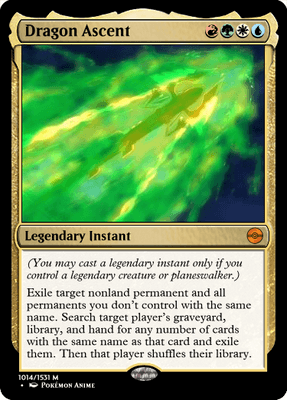 Dragon Ascent
Legendary Instant
(You may cast a legendary instant only if you
control a legendary creature or planeswalker.)
Exile target nonland permanent and all
permanents you don't control with the same
name. Search target player's graveyard,
library, and hand for any number of cards
with the same name as that card and exile
them. Then that player shuffles their library.
1014/1531 M
• Pokémon Anime